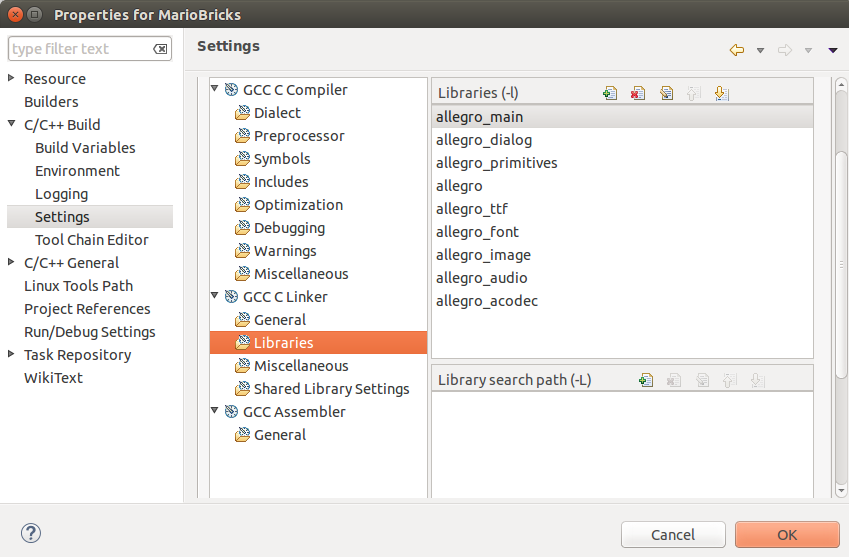 Properties for MarioBricks
type filter text
Resource
Builders
C/C++ Build
Build Variables
Environment
Logging
Settings
Tool Chain Editor
C/C++ General
Linux Tools Path
Project References
Run/Debug Settings
Task Repository
WikiText
Settings
GCC C Compiler
Dialect
Preprocessor
Symbols
Includes
Optimization
Debugging
Warnings
Miscellaneous
GCC C Linker
General
Libraries
Miscellaneous
Shared Library Settings
GCC Assembler
General
Libraries (-l)
allegro_main
allegro_dialog
allegro_primitives
allegro
allegro_ttf
allegro_font
allegro_image
allegro_audio
allegro_acodec
Library search path (-L)
Cancel
OK